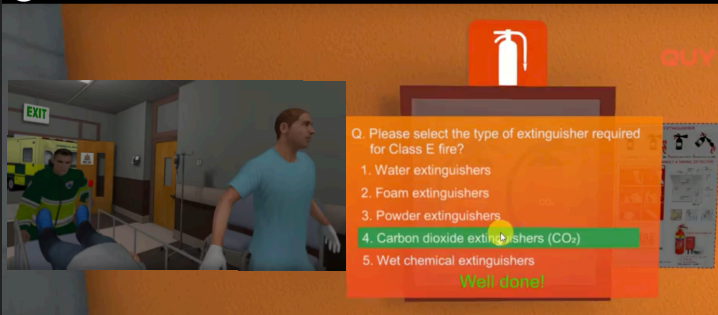 EXIT
QUY
Q. Please select the type of extinguisher required
for Class E fire?
1. Water extinguishers
2. Foam extinguishers
3. Powder extinguishers
4. Carbon dioxide extinguishers (CO₂)
5. Wet chemical extinguishers
Well done!